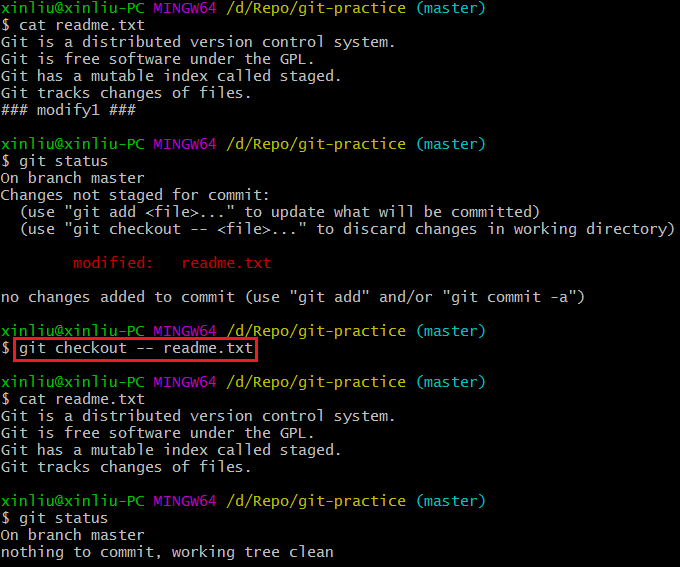 xinliu@xinliu-PC MINGW64 /d/Repo/git-practice (master)
$ cat readme.txt
Git is a distributed version control system.
Git is free software under the GPL.
Git has a mutable index called staged.
Git tracks changes of files.
### modify1 ###
xinliu@xinliu-PC MINGW64 /d/Repo/git-practice (master)
$ git status
On branch master
Changes not staged for commit:
  (use "git add <file>..." to update what will be committed)
  (use "git checkout -- <file>..." to discard changes in working directory)
        modified:   readme.txt
no changes added to commit (use "git add" and/or "git commit -a")
xinliu@xinliu-PC MINGW64 /d/Repo/git-practice (master)
$ git checkout -- readme.txt
xinliu@xinliu-PC MINGW64 /d/Repo/git-practice (master)
$ cat readme.txt
Git is a distributed version control system.
Git is free software under the GPL.
Git has a mutable index called staged.
Git tracks changes of files.
xinliu@xinliu-PC MINGW64 /d/Repo/git-practice (master)
$ git status
On branch master
nothing to commit, working tree clean